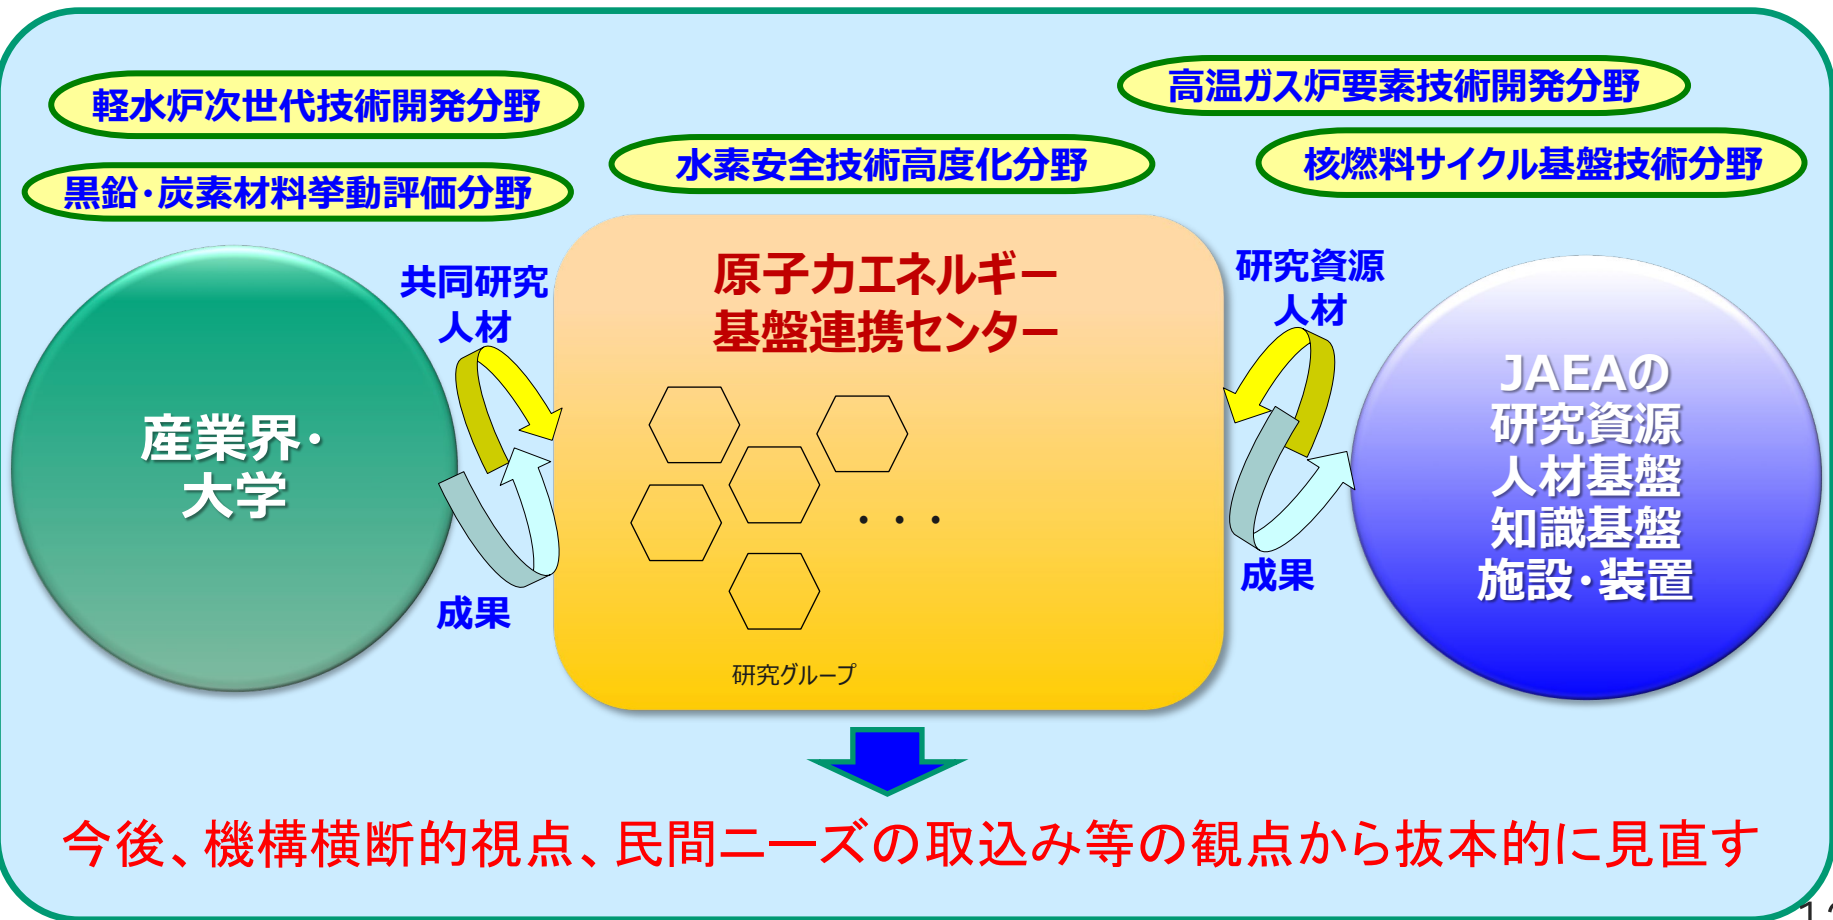 軽水炉次世代技術開発分野
高温ガス炉要素技術開発分野
水素安全技術高度化分野
核燃料サイクル基盤技術分野
黒鉛・炭素材料挙動評価分野
共同研究
人材
原子力エネルギー
基盤連携センター
研究資源
人材
産業界・
大学
JAEAの
研究資源
人材基盤
知識基盤
施設・装置
・・・
成果
成果
研究グループ
今後、機構横断的視点、民間ニーズの取込み等の観点から抜本的に見直す